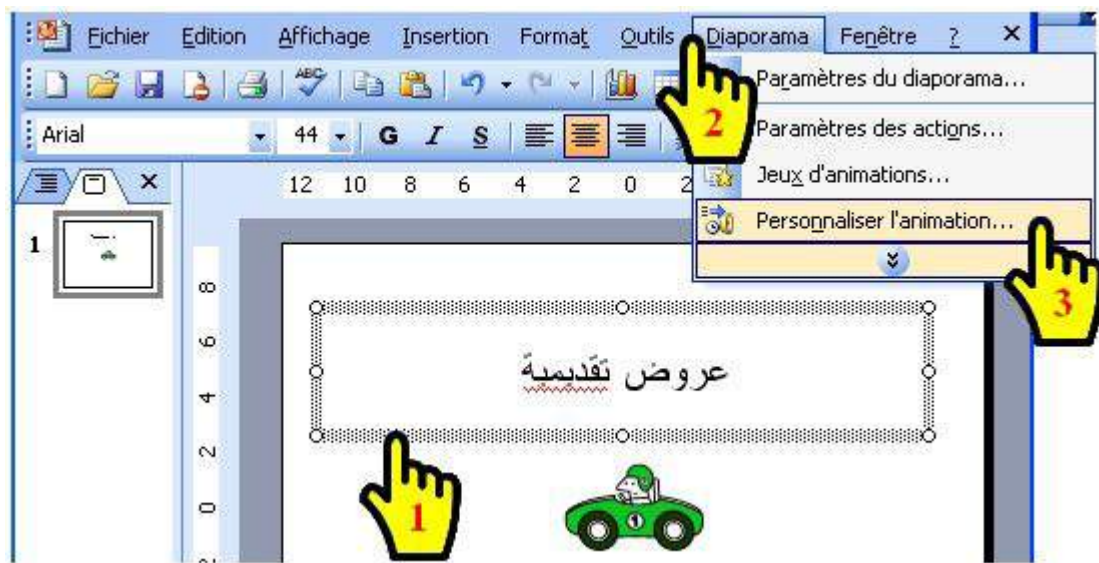 Fichier Edition Affichage Insertion Format Outils Diaporama Fenêtre ?
ABC
Arial 44 G I S
Paramètres du diaporama...
Paramètres des actions...
Jeux d'animations...
Personnaliser l'animation...
2
3
12 10 8 6 4 2 0 2
1
8
6
4
2
0
عروض تقديمية
1
1